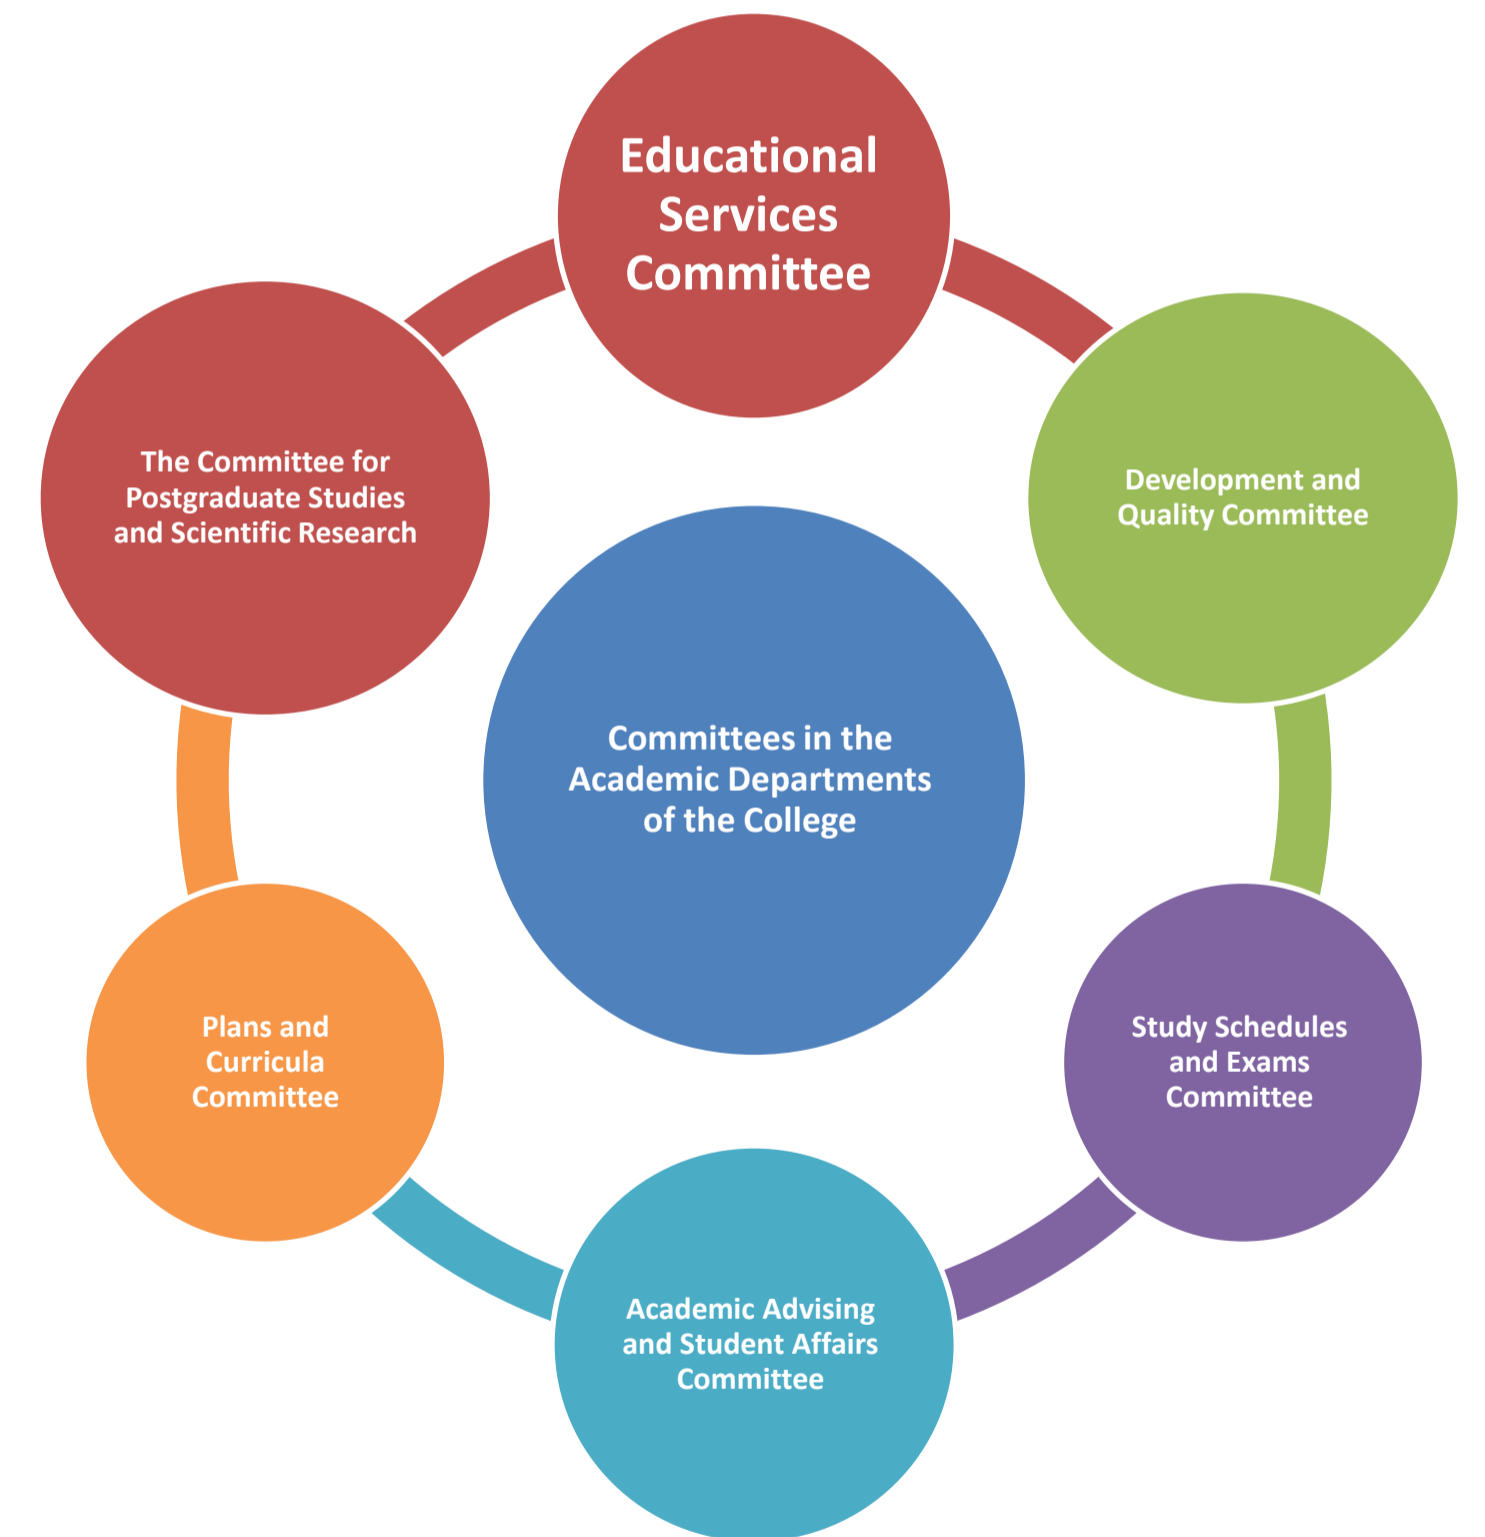 Educational
Services
Committee
The Committee for
Postgraduate Studies
and Scientific Research
Development and
Quality Committee
Committees in the
Academic Departments
of the College
Plans and
Curricula
Committee
Study Schedules
and Exams
Committee
Academic Advising
and Student Affairs
Committee